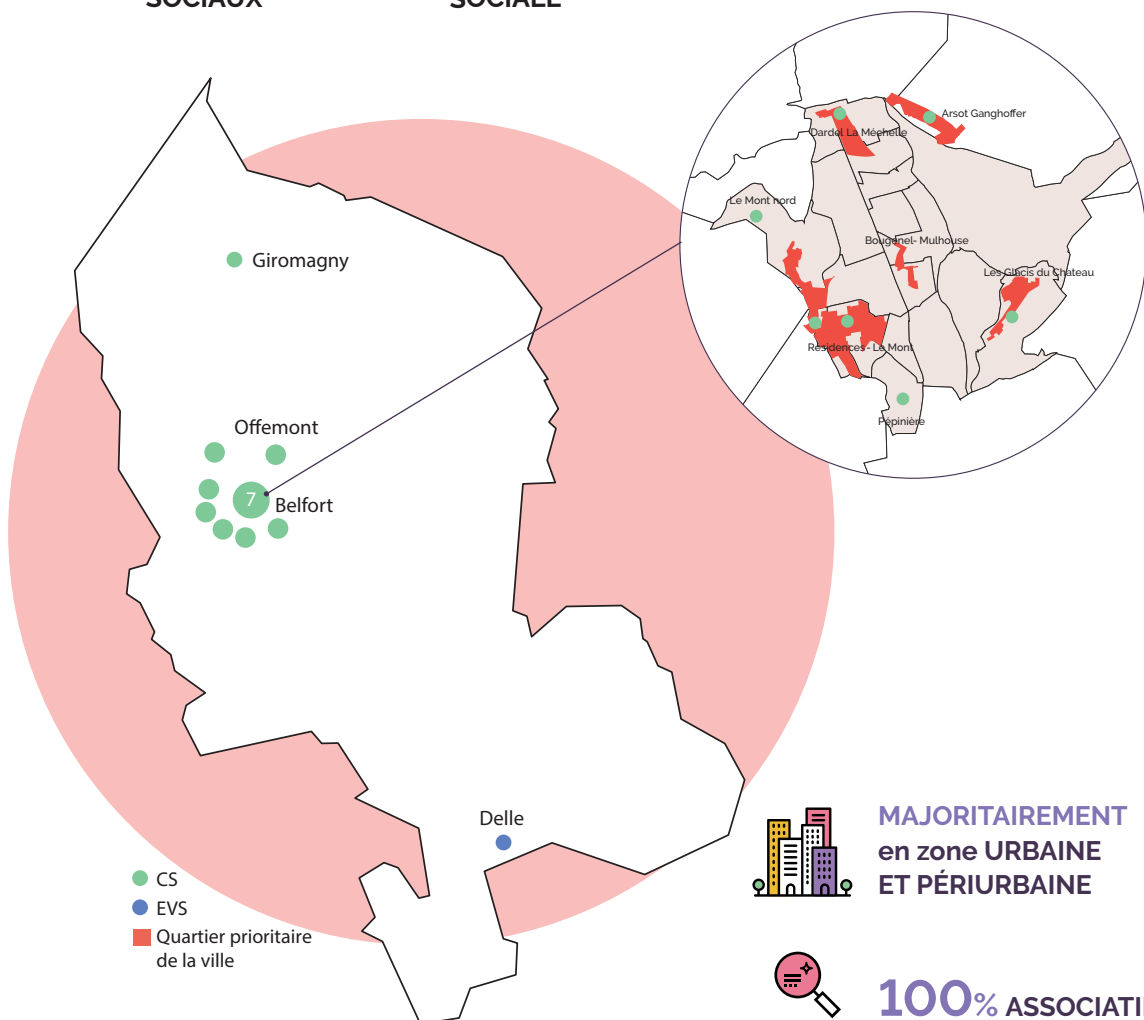 SOCIAUX
SOCIALE
Arsot Ganghoffer
Dardel La Méchelle
Le Mont nord
Bougenel- Mulhouse
Les Glacis du Chateau
Résidences - Le Mont
Pépinière
Giromagny
Offemont
7
Belfort
Delle
CS
EVS
Quartier prioritaire
de la ville
MAJORITAIREMENT
en zone URBAINE
ET PÉRIURBAINE
100% ASSOCIATI